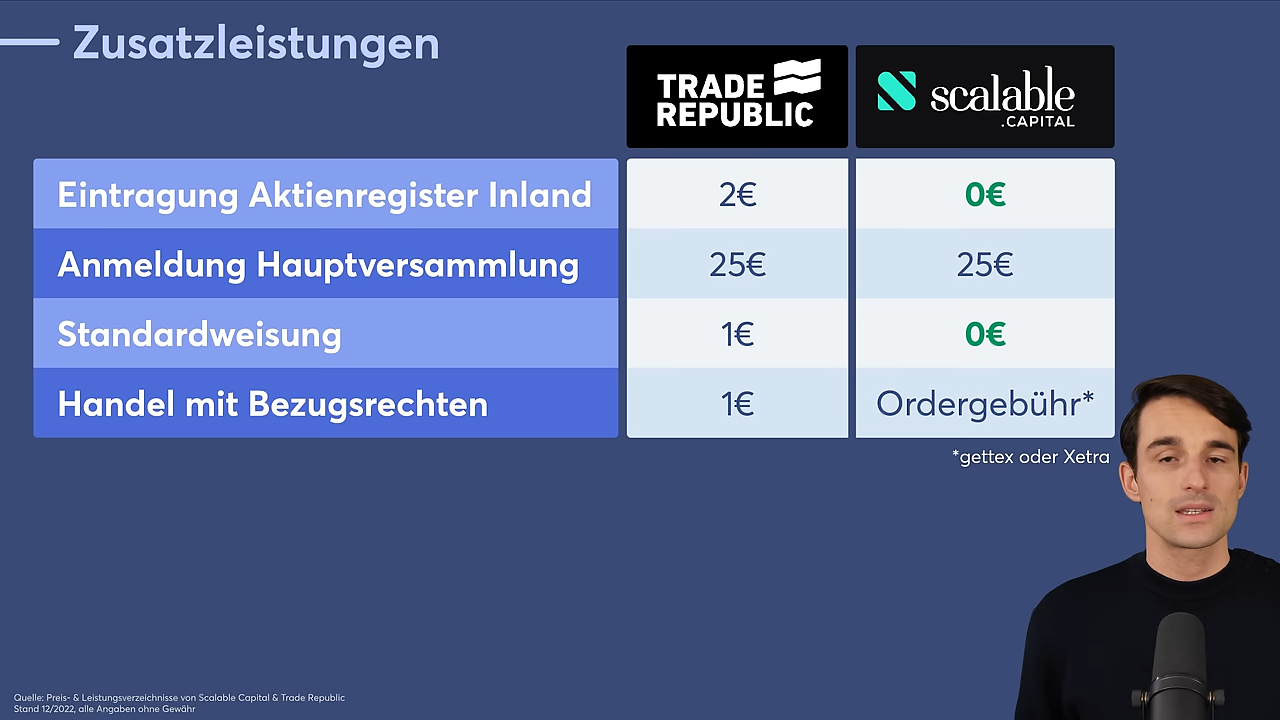 Zusatzleistungen
TRADE
REPUBLIC
scalable
.CAPITAL
Eintragung Aktienregister Inland 2€ 0€
Anmeldung Hauptversammlung 25€ 25€
Standardweisung 1€ 0€
Handel mit Bezugsrechten 1€ Ordergebühr*
*gettex oder Xetra
Quelle: Preis- & Leistungsverzeichnisse von Scalable Capital & Trade Republic
Stand 12/2022, alle Angaben ohne Gewähr